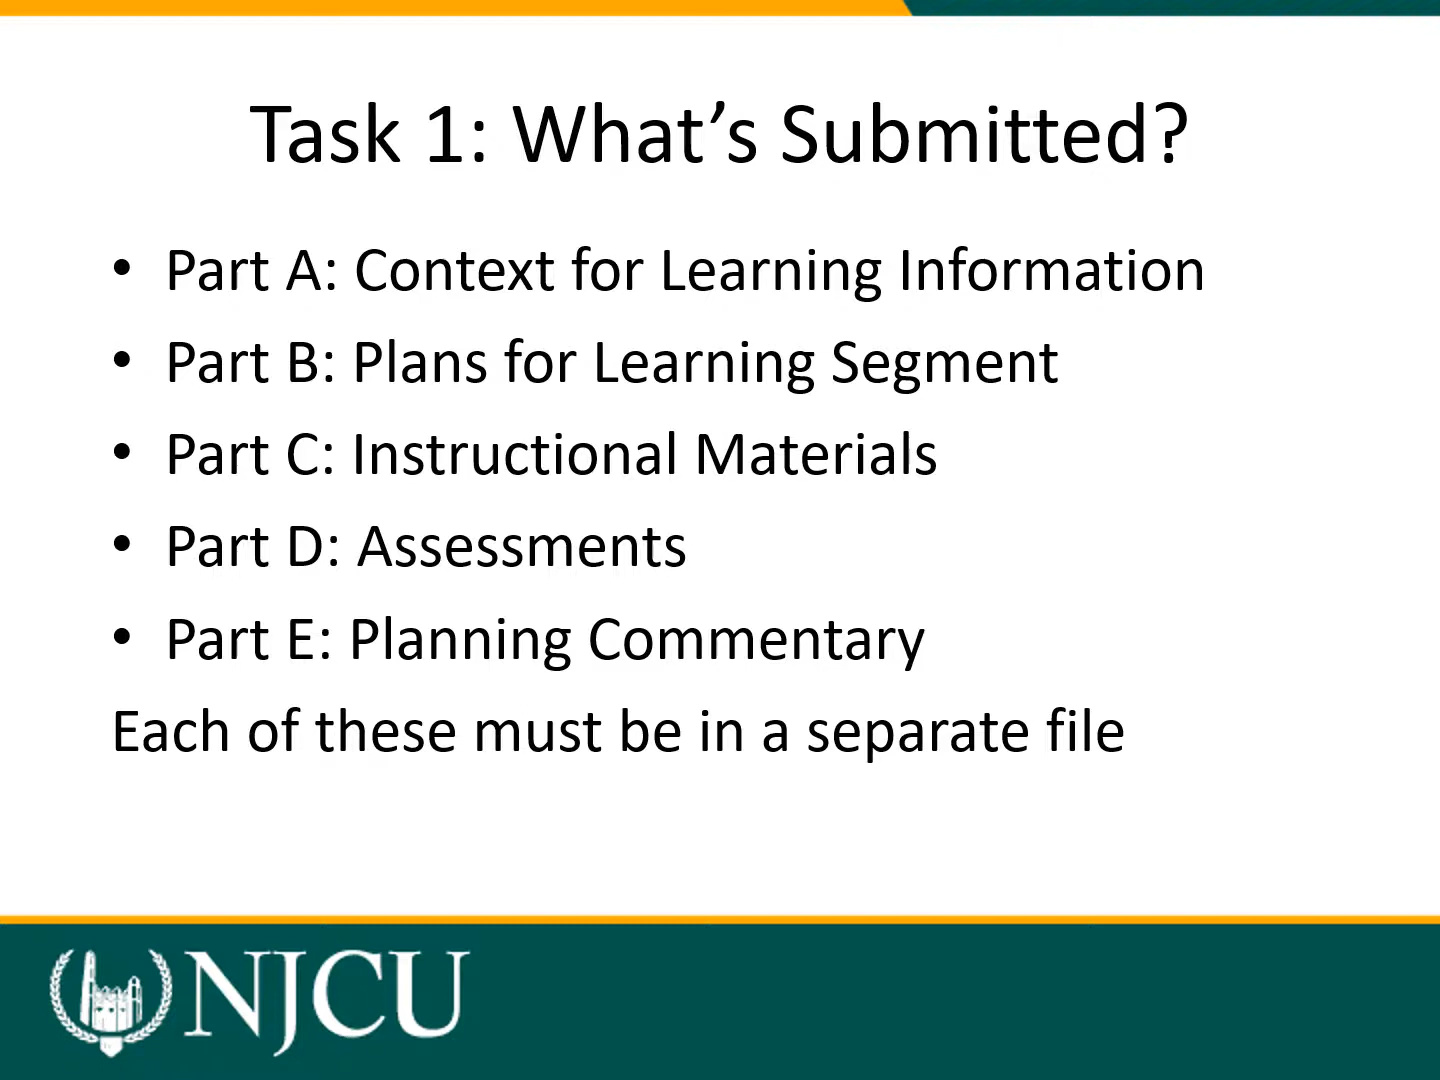 Task 1: What’s Submitted?
• Part A: Context for Learning Information
• Part B: Plans for Learning Segment
• Part C: Instructional Materials
• Part D: Assessments
• Part E: Planning Commentary
Each of these must be in a separate file
NJCU